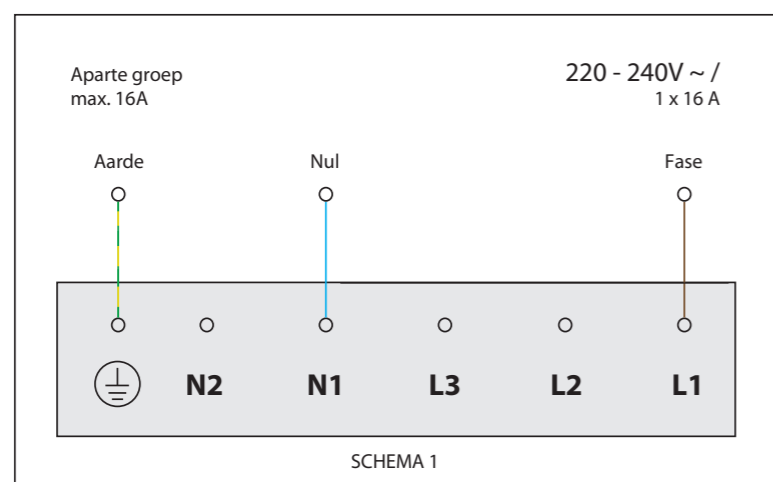 Aparte groep
max. 16A
220 - 240V ~ /
1 x 16 A
Aarde
Nul
Fase
N2
N1
L3
L2
L1
SCHEMA 1